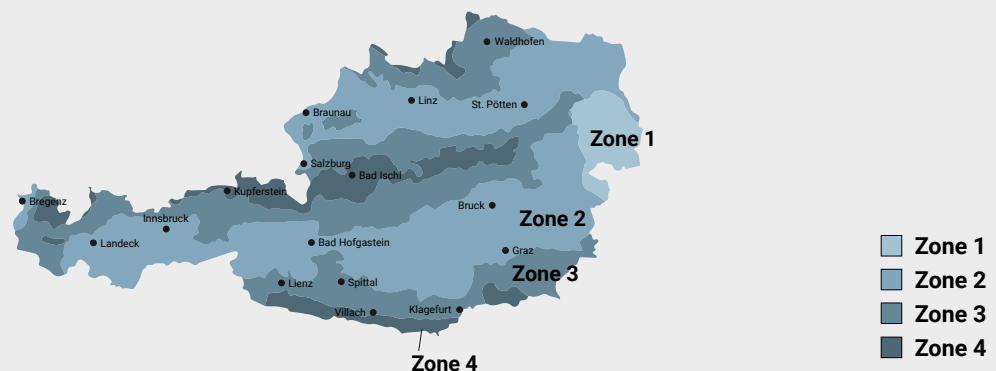 Waldhofen
Linz
St. Pötten
Braunau
Zone 1
Salzburg
Bad Ischl
Kupferstein
Bregenz
Bruck
Innsbruck
Zone 2
Landeck
Bad Hofgastein
Graz
Zone 3
Lienz
Spittal
Villach
Klagefurt
Zone 4
Zone 1
Zone 2
Zone 3
Zone 4